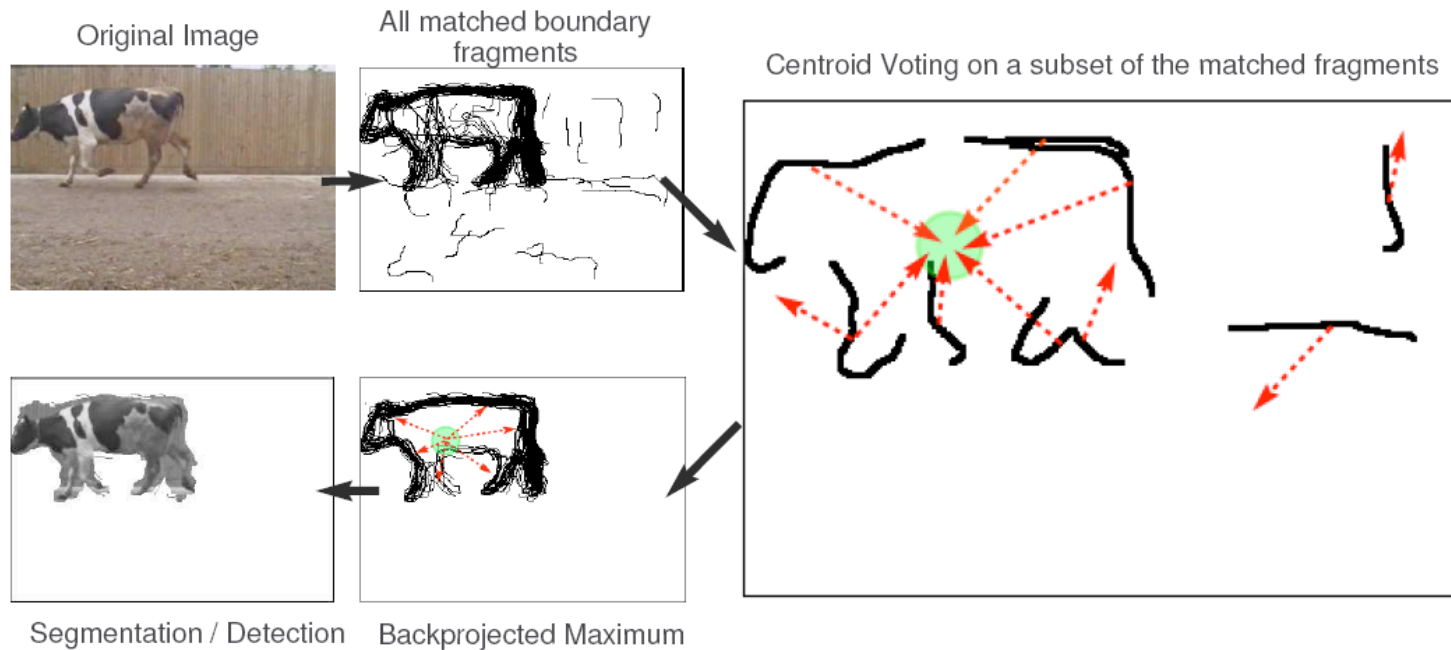 Original Image
All matched boundary
fragments
Centroid Voting on a subset of the matched fragments
Segmentation / Detection
Backprojected Maximum